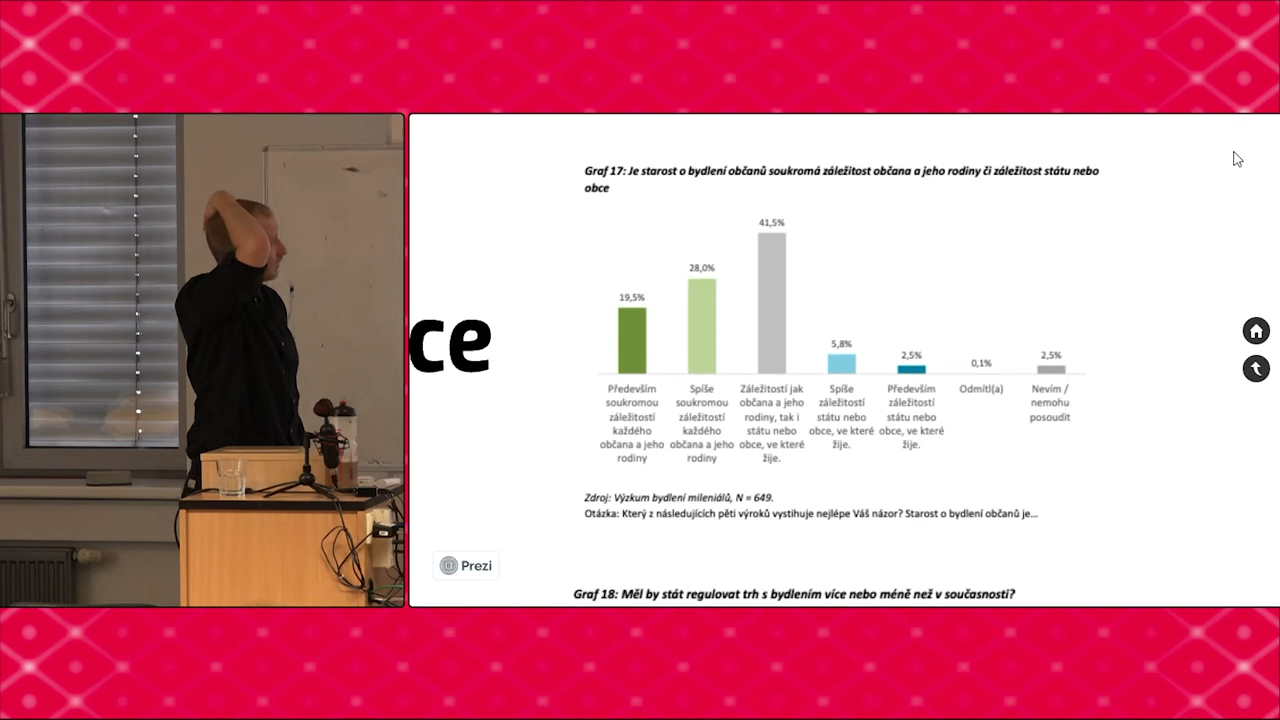 Graf 17: Je starost o bydlení občanů soukromá záležitost občana a jeho rodiny či záležitost státu nebo
obce
41,5%
28,0%
19,5%
5,8%
2,5%
0,1%
2,5%
ce
Především
soukromou
záležitostí
každého
občana a jeho
rodiny
Spíše
soukromou
záležitostí
každého
občana a jeho
rodiny
Záležitostí jak
občana a jeho
rodiny, tak i
státu nebo
obce, ve které
žije.
Spíše
záležitostí
státu nebo
obce, ve které
žije.
Především
záležitostí
státu nebo
obce, ve které
žije.
Odmítl(a)
Nevím /
nemohu
posoudit
Zdroj: Výzkum bydlení mileniálů, N = 649.
Otázka: Který z následujících pěti výroků vystihuje nejlépe Váš názor? Starost o bydlení občanů je...
Prezi
Graf 18: Měl by stát regulovat trh s bydlením více nebo méně než v současnosti?